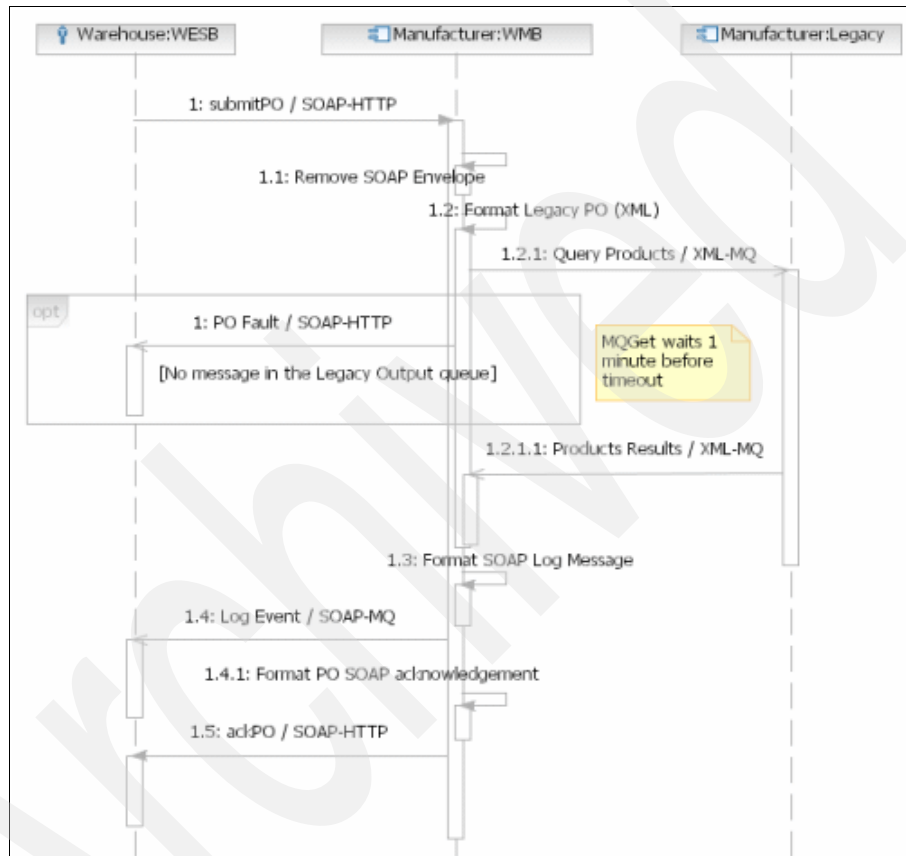 Warehouse:WESB
Manufacturer:WMB
Manufacturer:Legacy
1: submitPO / SOAP-HTTP
1.1: Remove SOAP Envelope
1.2: Format Legacy PO (XML)
1.2.1: Query Products / XML-MQ
opt
1: PO Fault / SOAP-HTTP
[No message in the Legacy Output queue]
MQGet waits 1
minute before
timeout
1.2.1.1: Products Results / XML-MQ
1.3: Format SOAP Log Message
1.4: Log Event / SOAP-MQ
1.4.1: Format PO SOAP acknowledgement
1.5: ackPO / SOAP-HTTP
Archived